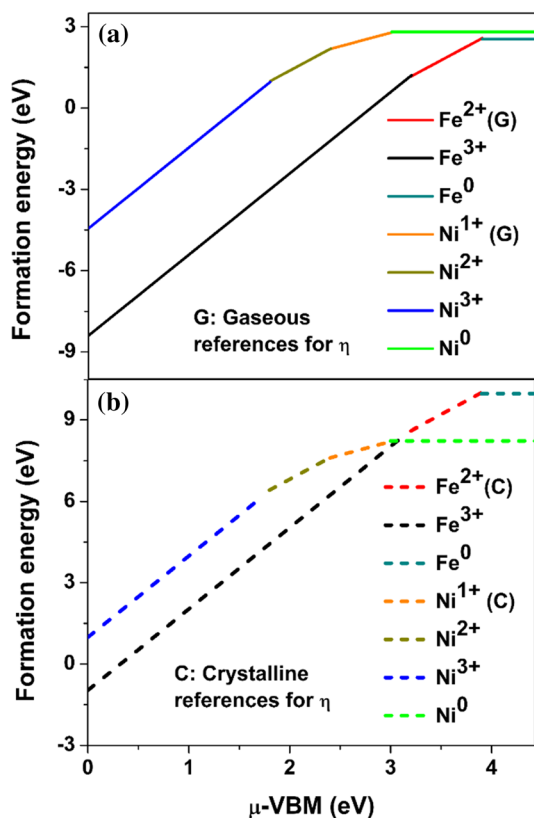 (a)
3
0
-3
-6
-9
Formation energy (eV)
Fe2+ (G)
Fe3+
Fe0
Ni1+ (G)
Ni2+
Ni3+
Ni0
G: Gaseous
references for η
(b)
9
6
3
0
-3
Formation energy (eV)
Fe2+ (C)
Fe3+
Fe0
Ni1+ (C)
Ni2+
Ni3+
Ni0
C: Crystalline
references for η
0 1 2 3 4
μ-VBM (eV)